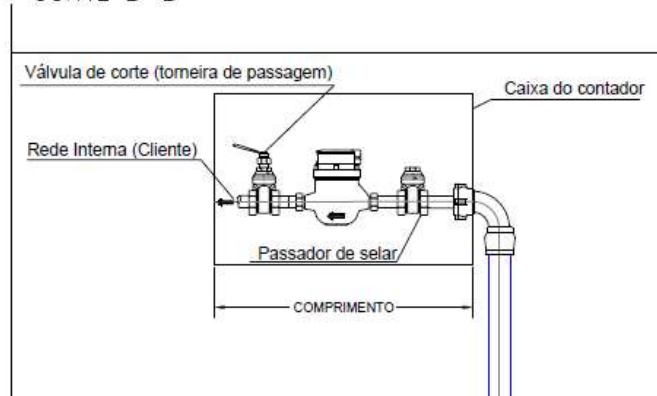 Válvula de corte (torneira de passagem)
Caixa do contador
Rede Interna (Cliente)
Passador de selar
COMPRIMENTO